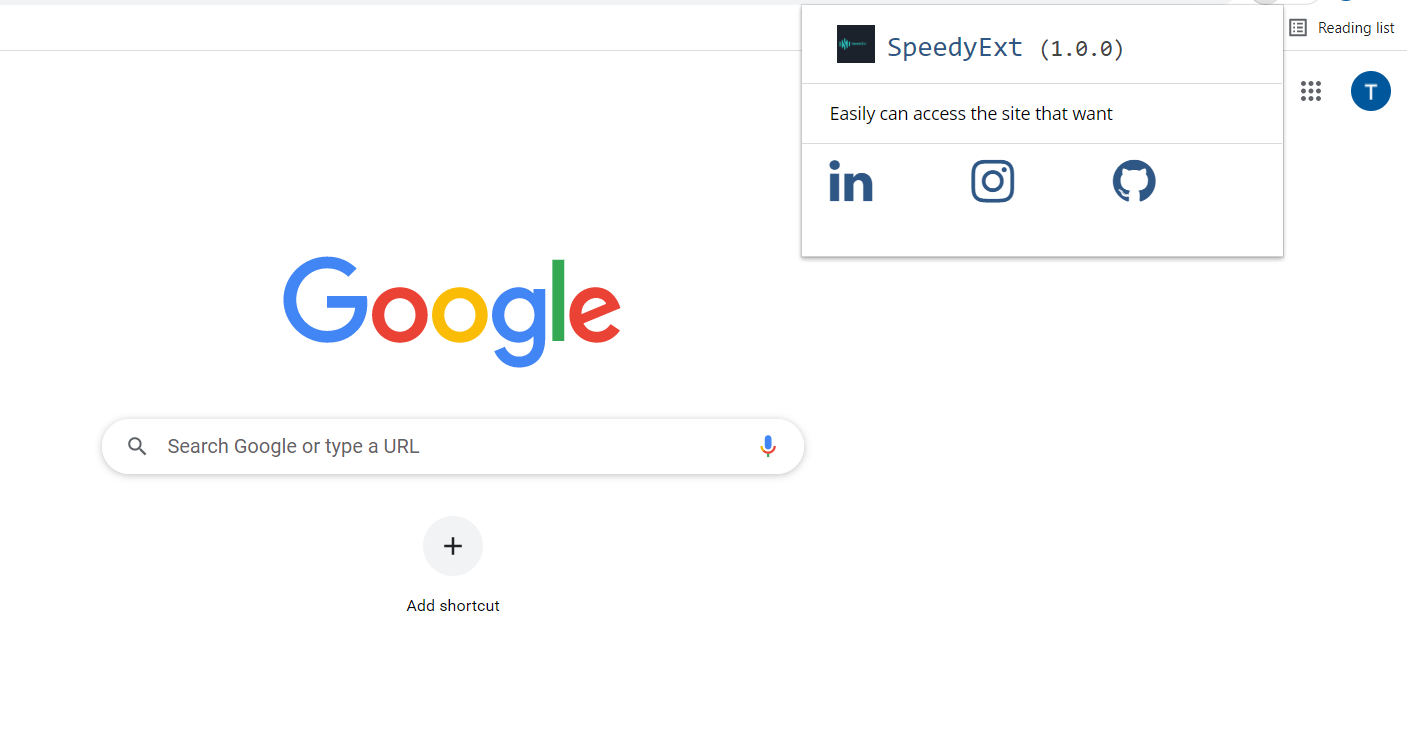 Reading list
SpeedyExt (1.0.0)
T
Easily can access the site that want
in
Google
Search Google or type a URL
Add shortcut